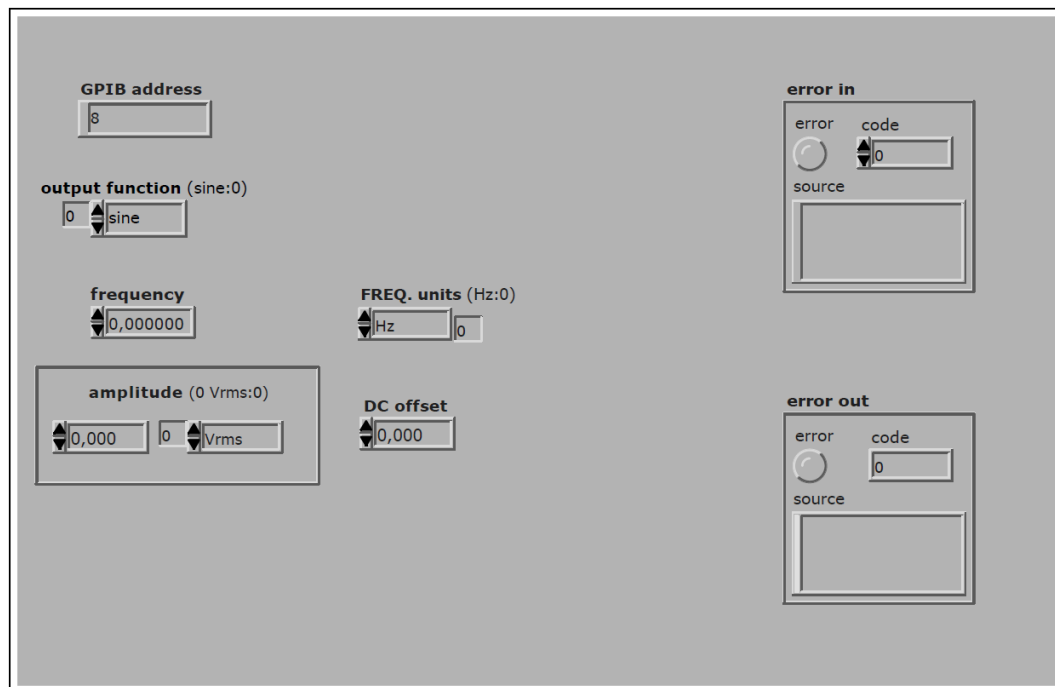 GPIB address
8
output function (sine:0)
0 sine
frequency
0,000000
FREQ. units (Hz:0)
Hz 0
amplitude (0 Vrms:0)
0,000 0 Vrms
DC offset
0,000
error in
error code
0
source
error out
error code
0
source